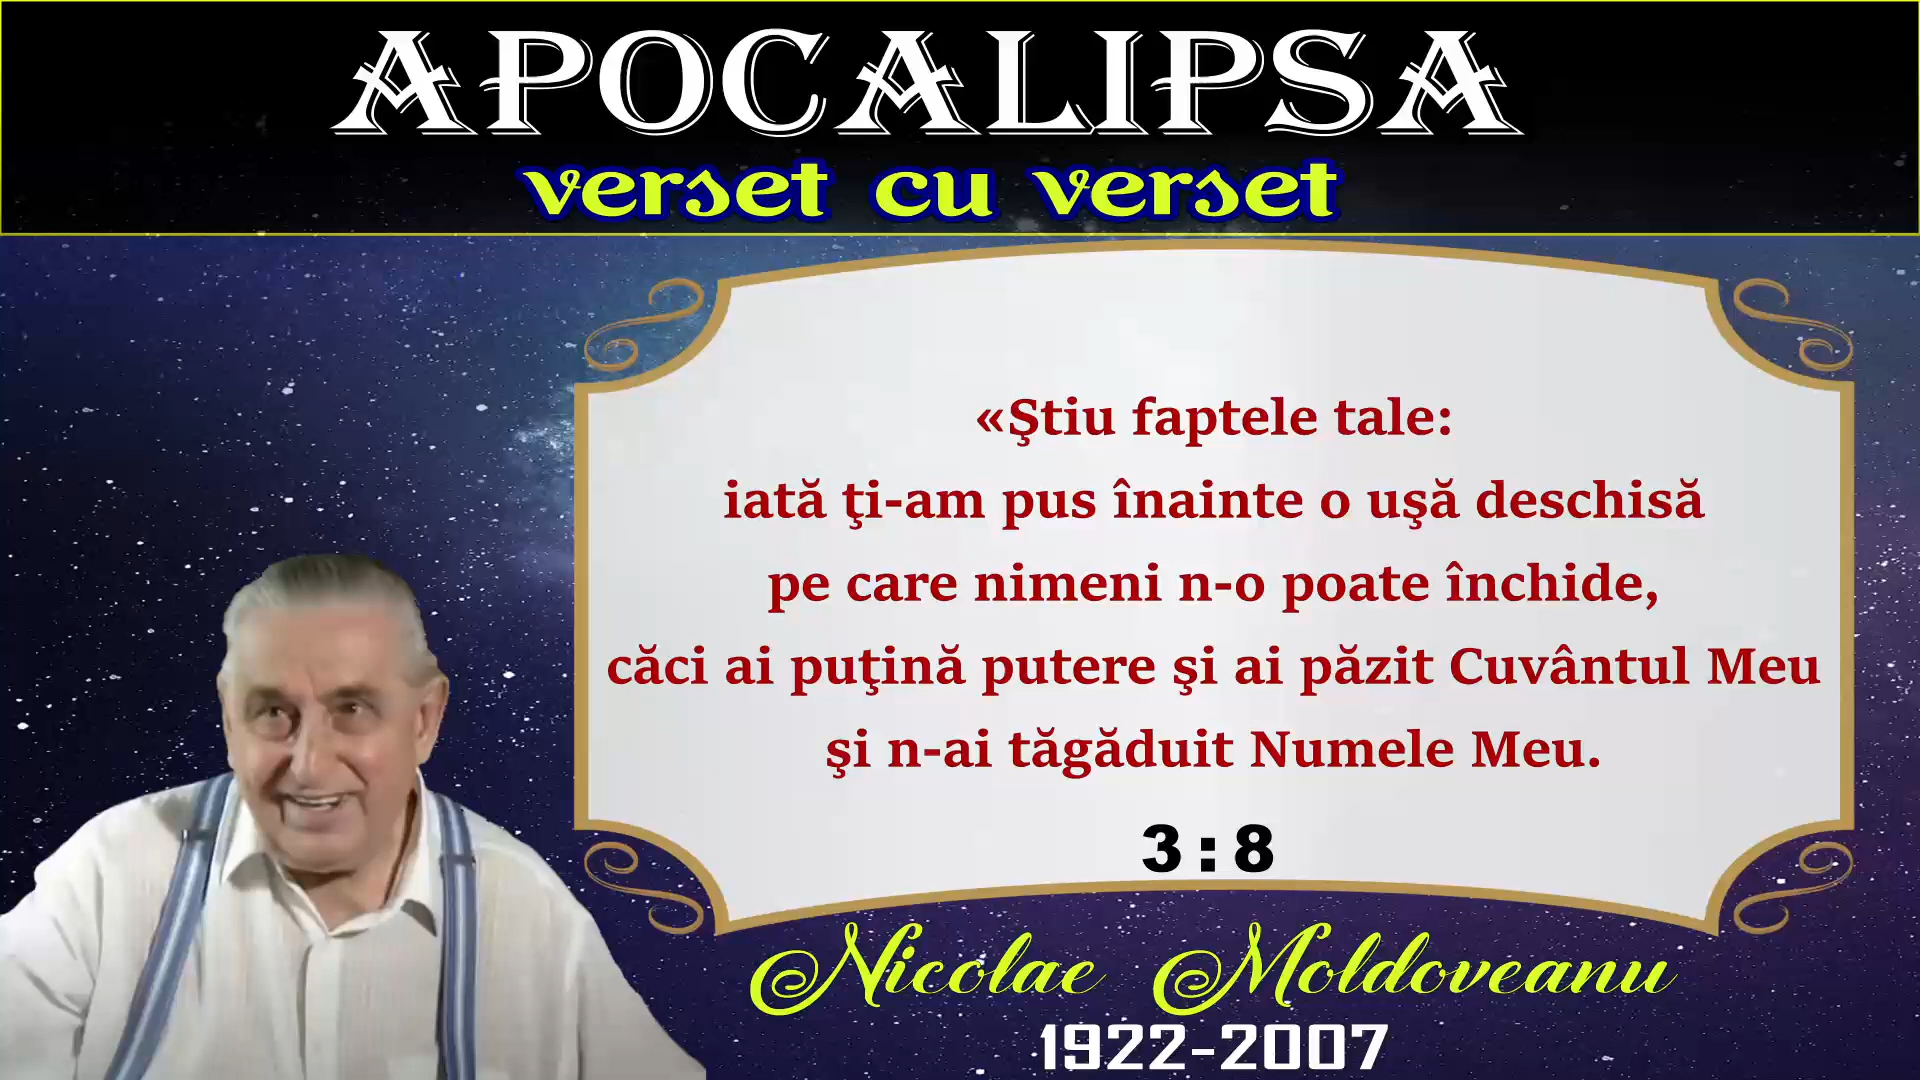 APOCALIPSA
verset cu verset
«Ştiu faptele tale:
iată ţi-am pus înainte o uşă deschisă
pe care nimeni n-o poate închide,
căci ai puţină putere şi ai păzit Cuvântul Meu
şi n-ai tăgăduit Numele Meu.
3:8
Nicolae Moldoveanu
1922-2007